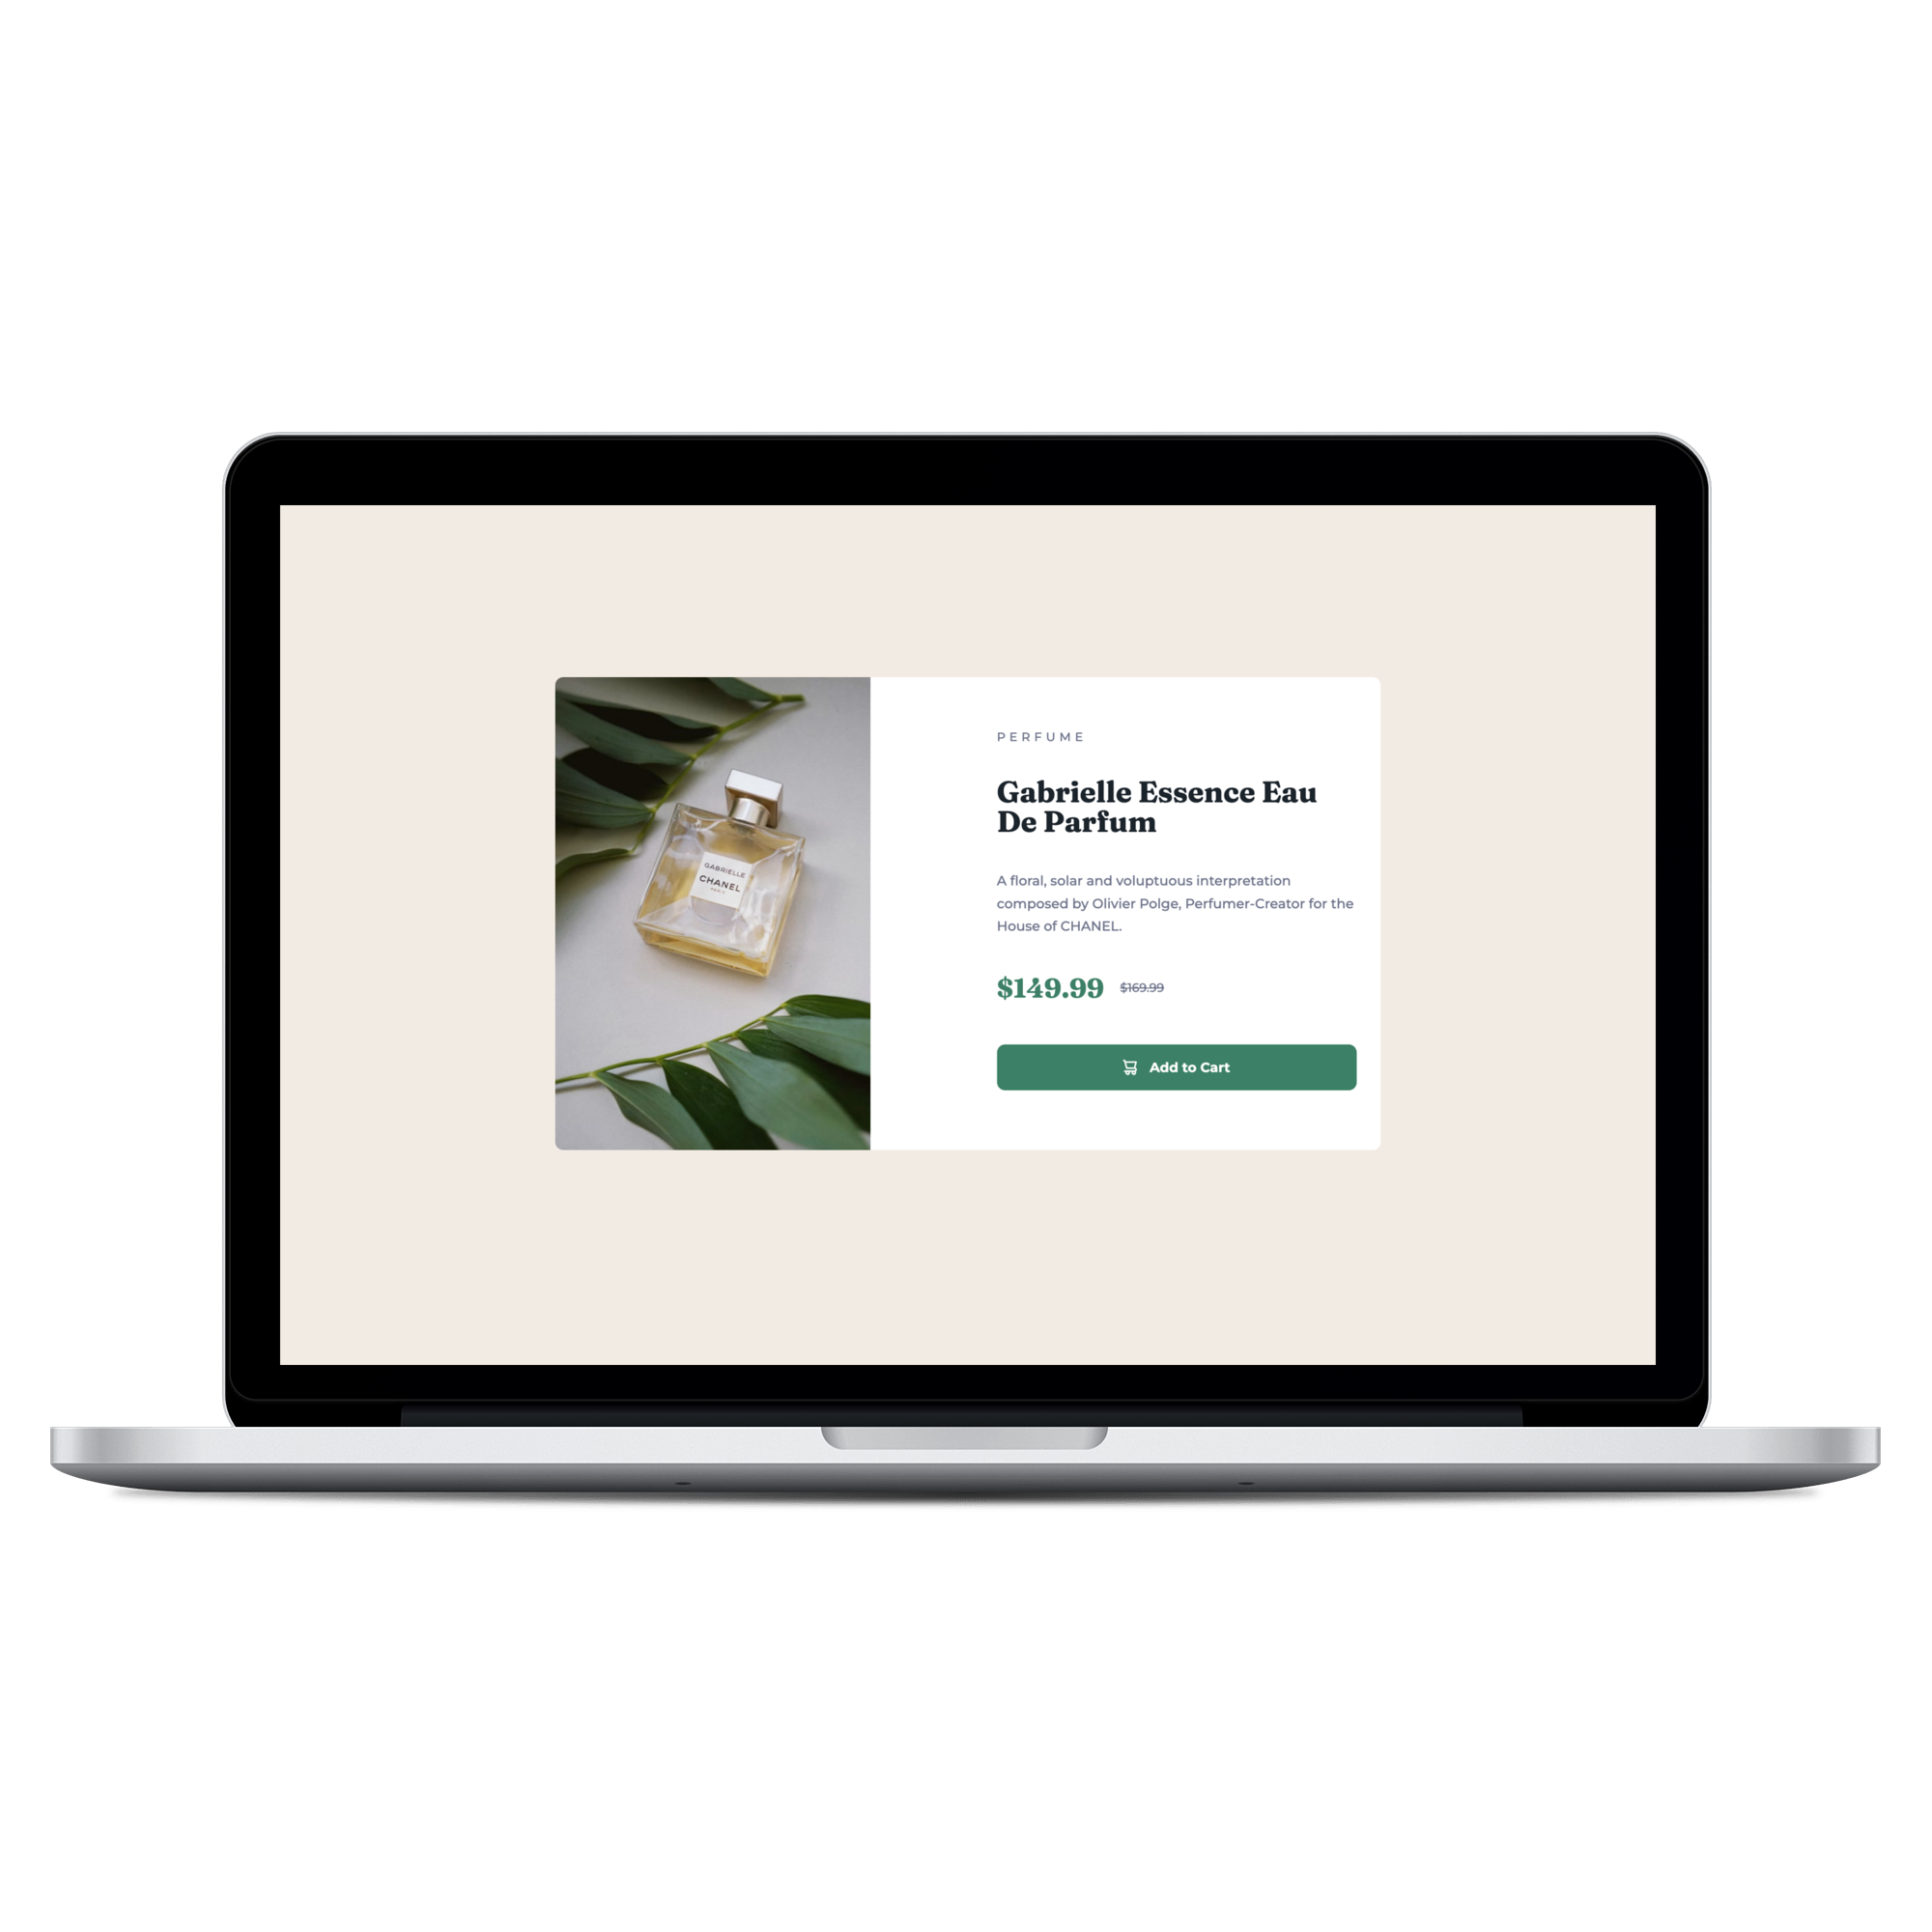 PERFUME
Gabrielle Essence Eau
De Parfum
A floral, solar and voluptuous interpretation
composed by Olivier Polge, Perfumer-Creator for the
House of CHANEL.
$149.99 $169.99
Add to Cart
GABRIELLE
CHANEL
PARIS